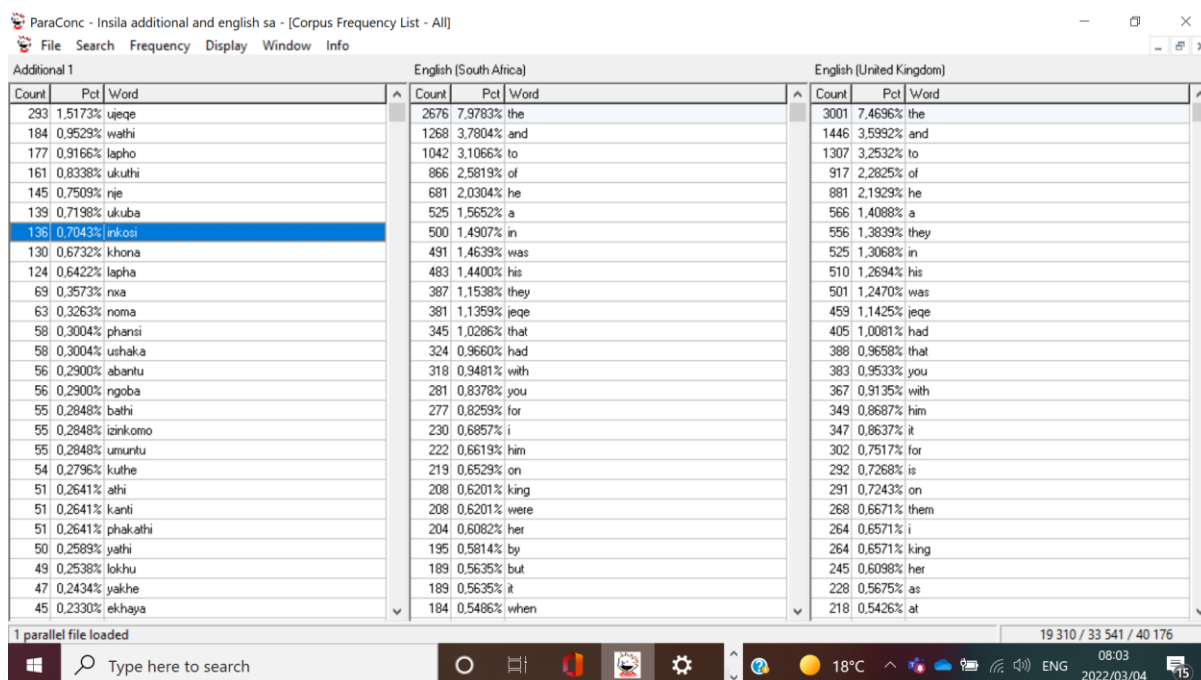 ParaConc - Insila additional and english sa - [Corpus Frequency List - All]
File Search Frequency Display Window Info
Additional 1 English (South Africa) English (United Kingdom)
Count Pct Word Count Pct Word Count Pct Word
293 1,5173% ujeqe 2676 7,9783% the 3001 7,4696% the
184 0,9529% wathi 1268 3,7804% and 1446 3,5992% and
177 0,9166% lapho 1042 3,1066% to 1307 3,2532% to
161 0,8338% ukuthi 866 2,5819% of 917 2,2825% of
145 0,7509% nje 681 2,0304% he 881 2,1929% he
139 0,7198% ukuba 525 1,5652% a 566 1,4088% a
136 0,7043% inkosi 500 1,4907% in 556 1,3839% they
130 0,6732% khona 491 1,4639% was 525 1,3068% in
124 0,6422% lapha 483 1,4400% his 510 1,2694% his
69 0,3573% nxa 387 1,1538% they 501 1,2470% was
63 0,3263% noma 381 1,1359% jeqe 459 1,1425% jeqe
58 0,3004% phansi 345 1,0286% that 405 1,0081% had
58 0,3004% ushaka 324 0,9660% had 388 0,9658% that
56 0,2900% abantu 318 0,9481% with 383 0,9533% you
56 0,2900% ngoba 281 0,8378% you 367 0,9135% with
55 0,2848% bathi 277 0,8259% for 349 0,8687% him
55 0,2848% izinkomo 230 0,6857% i 347 0,8637% it
55 0,2848% umuntu 222 0,6619% him 302 0,7517% for
54 0,2796% kuthe 219 0,6529% on 292 0,7268% is
51 0,2641% athi 208 0,6201% king 291 0,7243% on
51 0,2641% kanti 208 0,6201% were 268 0,6671% them
51 0,2641% phakathi 204 0,6082% her 264 0,6571% i
50 0,2589% yathi 195 0,5814% by 264 0,6571% king
49 0,2538% lokhu 189 0,5635% but 245 0,6098% her
47 0,2434% yakhe 189 0,5635% it 228 0,5675% as
45 0,2330% ekhaya 184 0,5486% when 218 0,5426% at
1 parallel file loaded 19 310 / 33 541 / 40 176
Type here to search 18°C ENG 08:03
2022/03/04 15